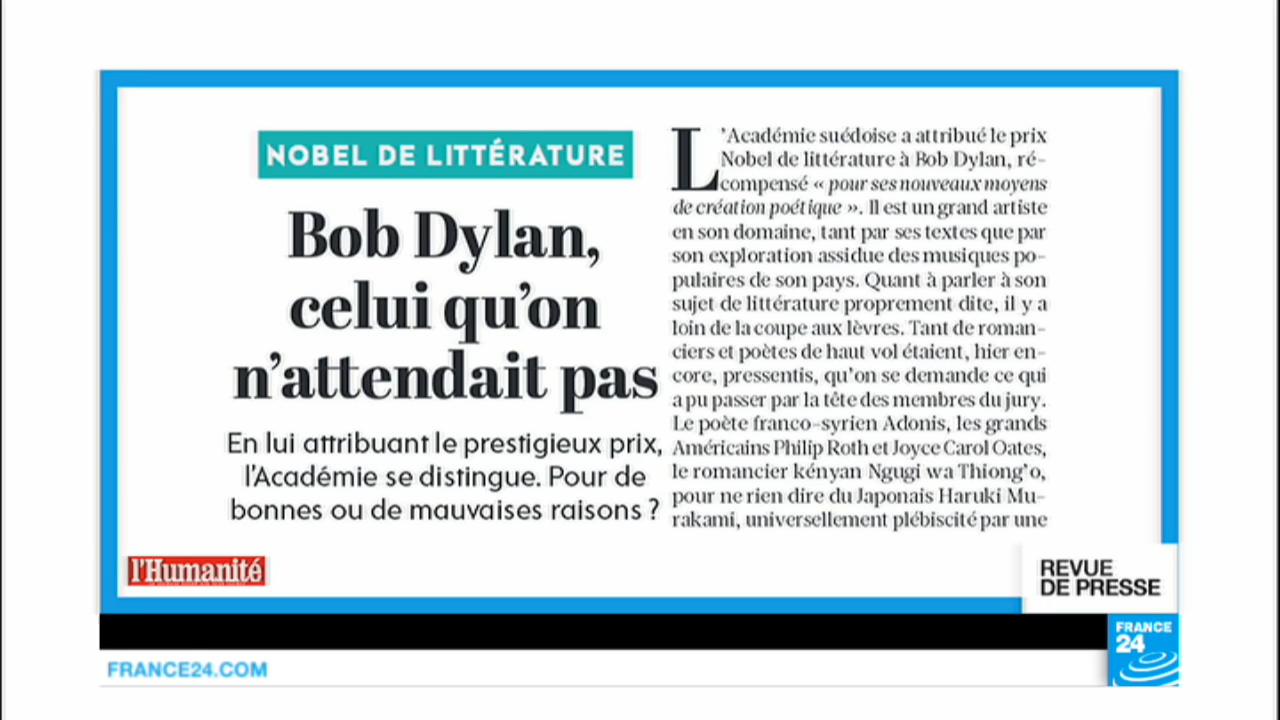 NOBEL DE LITTÉRATURE
Bob Dylan,
celui qu'on
n'attendait pas
En lui attribuant le prestigieux prix,
l'Académie se distingue. Pour de
bonnes ou de mauvaises raisons ?
L'Académie suédoise a attribué le prix
Nobel de littérature à Bob Dylan, ré-
compensé « pour ses nouveaux moyens
de création poétique ». Il est un grand artiste
en son domaine, tant par ses textes que par
son exploration assidue des musiques po-
pulaires de son pays. Quant à parler à son
sujet de littérature proprement dite, il y a
loin de la coupe aux lèvres. Tant de roman-
ciers et poètes de haut vol étaient, hier en-
core, pressentis, qu'on se demande ce qui
a pu passer par la tête des membres du jury.
Le poète franco-syrien Adonis, les grands
Américains Philip Roth et Joyce Carol Oates,
le romancier kényan Ngugi wa Thiong'o,
pour ne rien dire du Japonais Haruki Mu-
rakami, universellement plébiscité par une
l'Humanité
REVUE
DE PRESSE
FRANCE
24
FRANCE24.COM